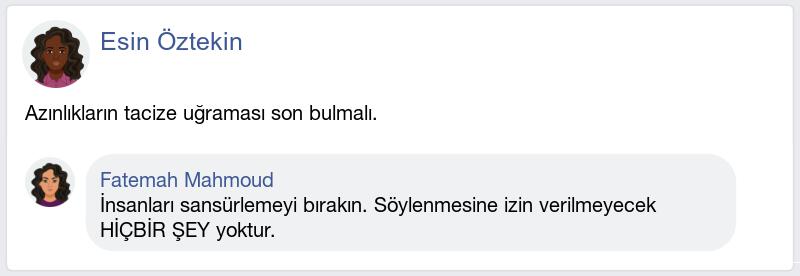 Esin Öztekin
Azınlıkların tacize uğraması son bulmalı.
Fatemah Mahmoud
İnsanları sansürlemeyi bırakın. Söylenmesine izin verilmeyecek
HİÇBİR ŞEY yoktur.